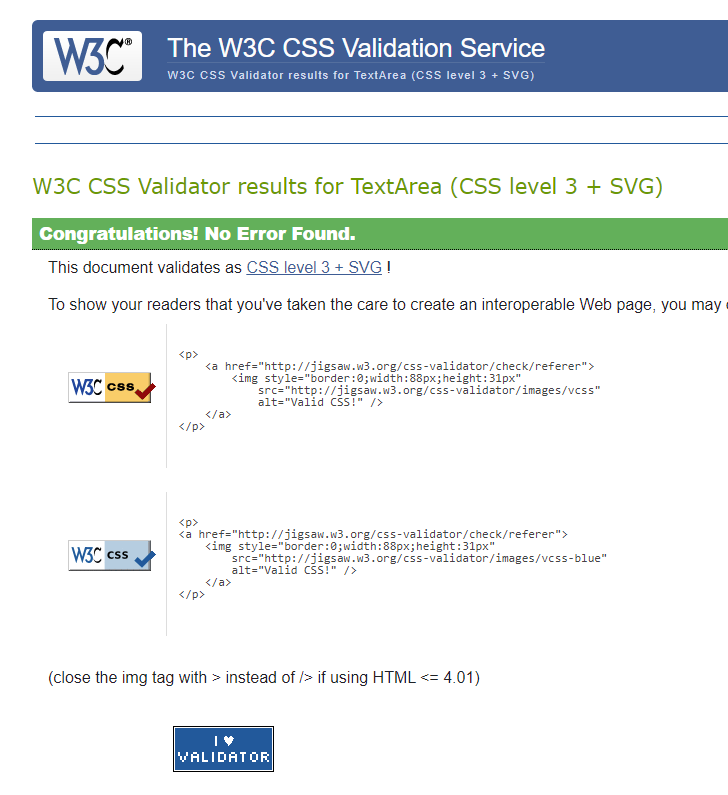 W3C®
The W3C CSS Validation Service
W3C CSS Validator results for TextArea (CSS level 3 + SVG)
W3C CSS Validator results for TextArea (CSS level 3 + SVG)
Congratulations! No Error Found.
This document validates as CSS level 3 + SVG !
To show your readers that you've taken the care to create an interoperable Web page, you may
W3C css
<p>
<a href="http://jigsaw.w3.org/css-validator/check/referer">
<img style="border:0;width:88px;height:31px"
src="http://jigsaw.w3.org/css-validator/images/vcss"
alt="Valid CSS!" />
</a>
</p>
W3C css
<p>
<a href="http://jigsaw.w3.org/css-validator/check/referer">
<img style="border:0;width:88px;height:31px"
src="http://jigsaw.w3.org/css-validator/images/vcss-blue"
alt="Valid CSS!" />
</a>
</p>
(close the img tag with > instead of /> if using HTML <= 4.01)
I ♥
VALIDATOR